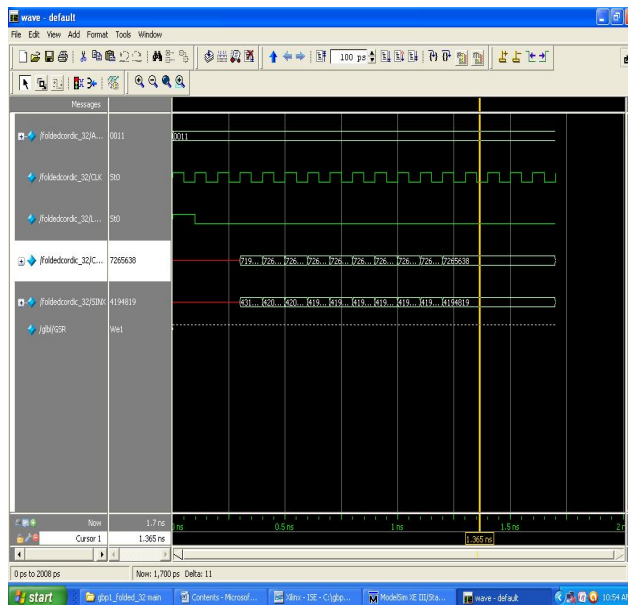 wave - default
File Edit View Add Format Tools Window
100 ps
Messages
/foldedcordic_32/A... 0011 0011
/foldedcordic_32/CLK St0
/foldedcordic_32/L... St0
/foldedcordic_32/C... 7265638 719... 726... 726... 726... 726... 726... 726... 726... 726... 7265638
/foldedcordic_32/SINX 4194819 431... 420... 420... 419... 419... 419... 419... 419... 419... 4194819
/glbl/GSR We1
Now 1.7 ns ns 0.5 ns 1 ns 1.5 ns 2 n
Cursor 1 1.365 ns 1.365 ns
0 ps to 2008 ps Now: 1,700 ps Delta: 11
start gbp1_folded_32 main Contents - Microsof... Xilinx - ISE - C:\gbp... ModelSim XE III/Sta... wave - default 10:54 AM